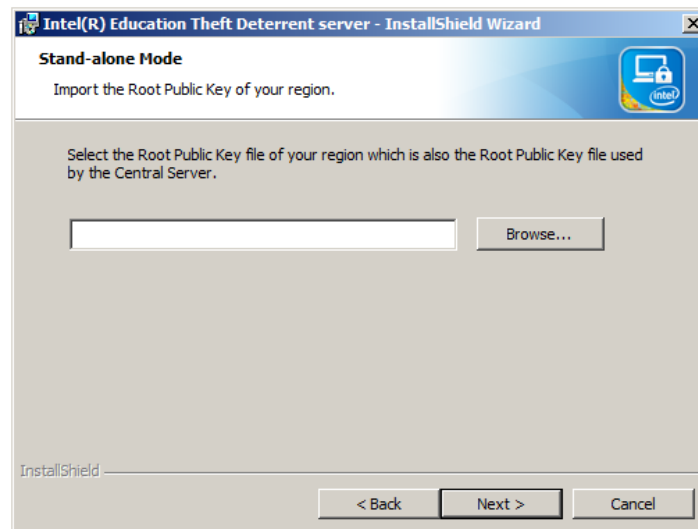 Intel(R) Education Theft Deterrent server - InstallShield Wizard
Stand-alone Mode
Import the Root Public Key of your region.
intel
Select the Root Public Key file of your region which is also the Root Public Key file used
by the Central Server.
Browse...
InstallShield
< Back
Next >
Cancel